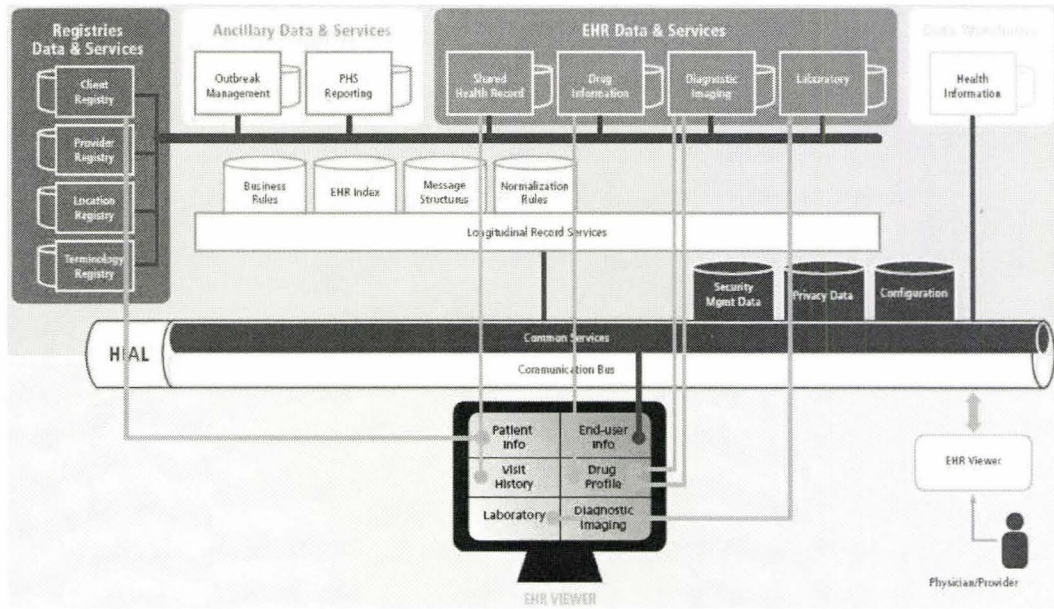 Registries
Data & Services
Ancillary Data & Services
EHR Data & Services
Data Warehouse
Client
Registry
Outbreak
Management
PHS
Reporting
Shared
Health Record
Drug
Information
Diagnostic
Imaging
Laboratory
Health
Information
Provider
Registry
Location
Registry
Terminology
Registry
Business
Rules
EHR Index
Message
Structures
Normalization
Rules
Longitudinal Record Services
Security
Mgmt Data
Privacy Data
Configuration
HIAL
Common Services
Communication Bus
Patient
Info
End-user
Info
Visit
History
Drug
Profile
Laboratory
Diagnostic
Imaging
EHR Viewer
Physician/Provider
EHR VIEWER